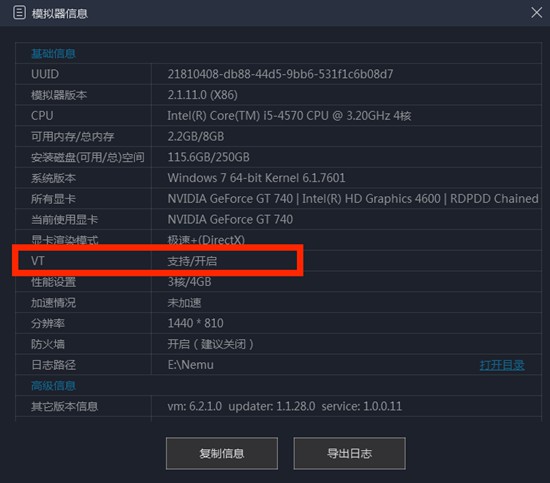 模拟器信息
基础信息
UUID 21810408-db88-44d5-9bb6-531f1c6b08d7
模拟器版本 2.1.11.0 (X86)
CPU Intel(R) Core(TM) i5-4570 CPU @ 3.20GHz 4核
可用内存/总内存 2.2GB/8GB
安装磁盘(可用/总)空间 115.6GB/250GB
系统版本 Windows 7 64-bit Kernel 6.1.7601
所有显卡 NVIDIA GeForce GT 740 | Intel(R) HD Graphics 4600 | RDPDD Chained
当前使用显卡 NVIDIA GeForce GT 740
显卡渲染模式 极速+(DirectX)
VT 支持/开启
性能设置 3核/4GB
加速情况 未加速
分辨率 1440 * 810
防火墙 开启（建议关闭）
日志路径 E:\Nemu 打开目录
高级信息
其它版本信息 vm: 6.2.1.0 updater: 1.1.28.0 service: 1.0.0.11
复制信息 导出日志